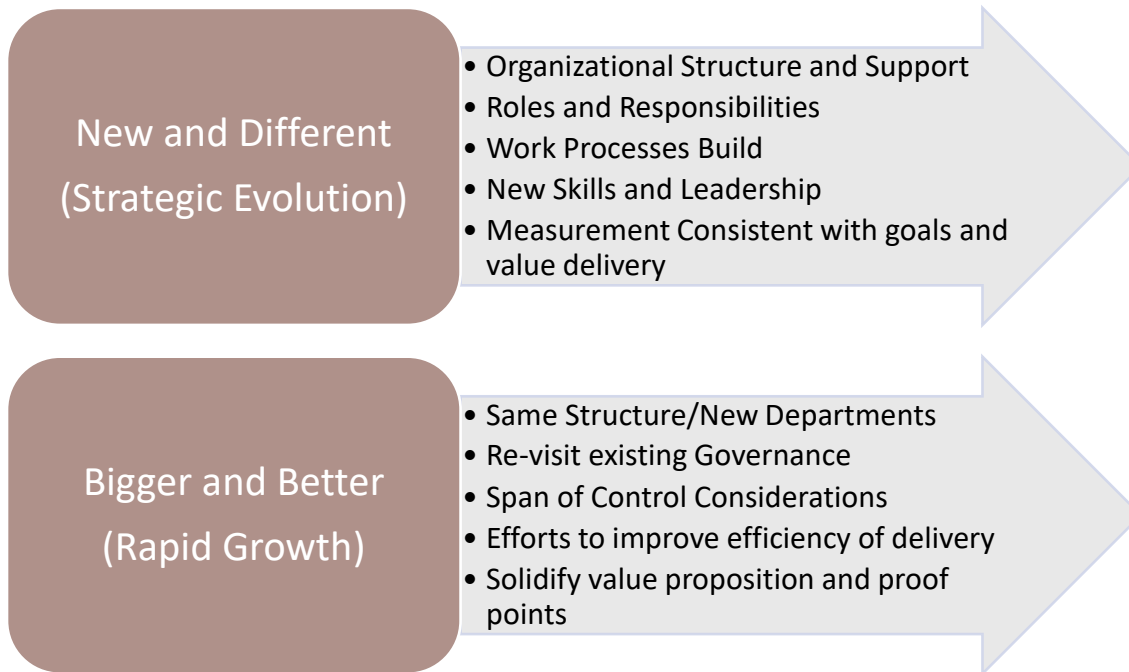 New and Different
(Strategic Evolution)
• Organizational Structure and Support
• Roles and Responsibilities
• Work Processes Build
• New Skills and Leadership
• Measurement Consistent with goals and
value delivery
Bigger and Better
(Rapid Growth)
• Same Structure/New Departments
• Re-visit existing Governance
• Span of Control Considerations
• Efforts to improve efficiency of delivery
• Solidify value proposition and proof
points